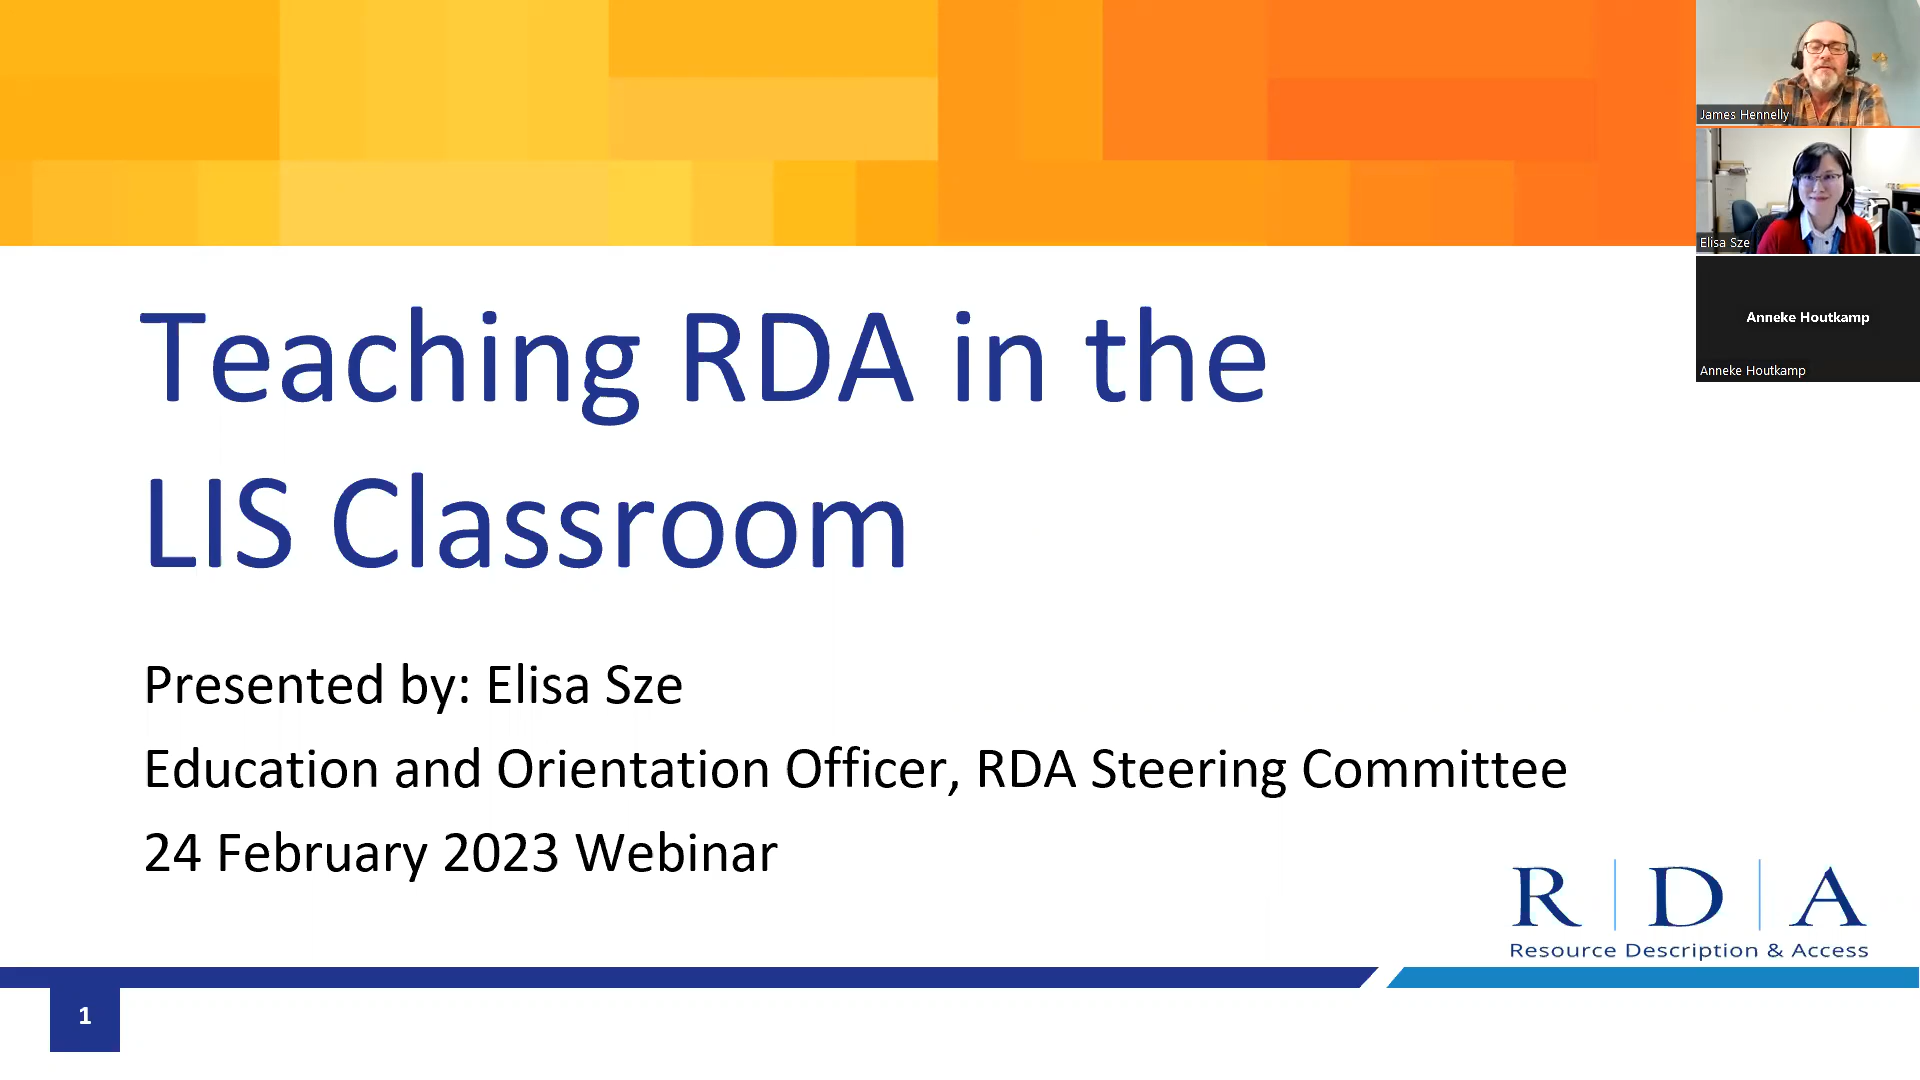 Teaching RDA in the
LIS Classroom
Presented by: Elisa Sze
Education and Orientation Officer, RDA Steering Committee
24 February 2023 Webinar
R D A
Resource Description & Access
1
James Hennelly
Elisa Sze
Anneke Houtkamp
Anneke Houtkamp